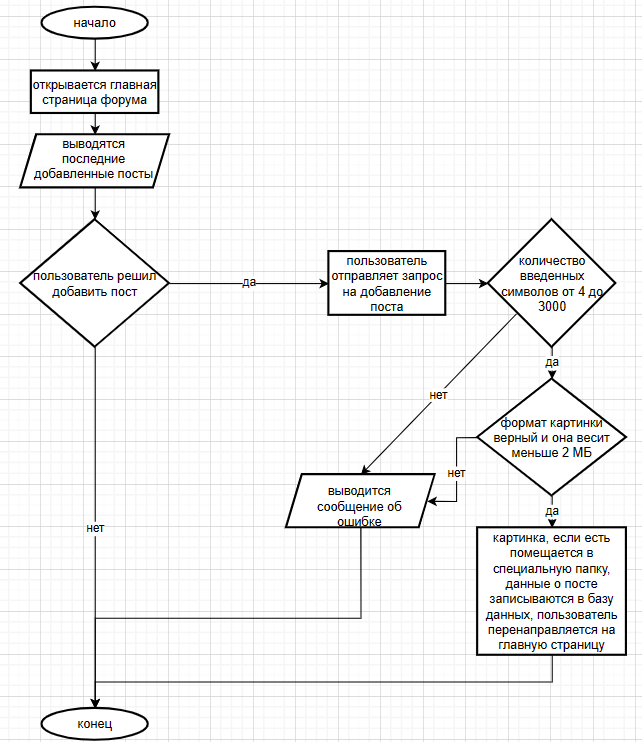 начало
открывается главная
страница форума
выводятся
последние
добавленные посты
пользователь решил
добавить пост
да
пользователь
отправляет запрос
на добавление
поста
количество
введенных
символов от 4 до
3000
нет
да
формат картинки
верный и она весит
меньше 2 МБ
нет
выводится
сообщение об
ошибке
да
нет
картинка, если есть
помещается в
специальную папку,
данные о посте
записываются в базу
данных, пользователь
перенаправляется на
главную страницу
конец